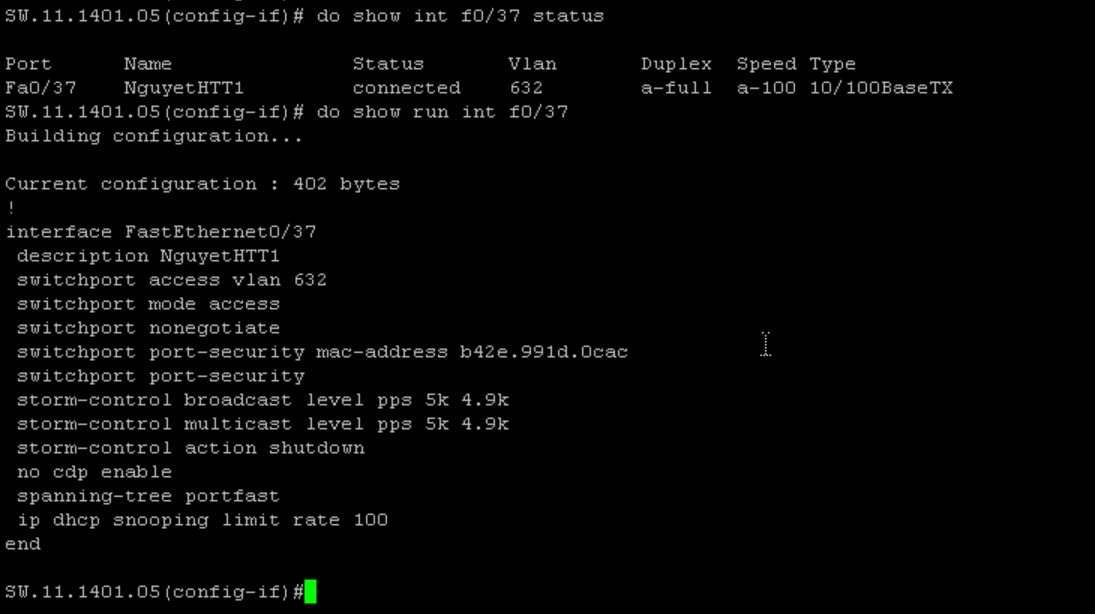 SW.11.1401.05(config-if)# do show int f0/37 status
Port Name Status Vlan Duplex Speed Type
Fa0/37 NguyetHTT1 connected 632 a-full a-100 10/100BaseTX
SW.11.1401.05(config-if)# do show run int f0/37
Building configuration...
Current configuration : 402 bytes
!
interface FastEthernet0/37
description NguyetHTT1
switchport access vlan 632
switchport mode access
switchport nonegotiate
switchport port-security mac-address b42e.991d.0cac
switchport port-security
storm-control broadcast level pps 5k 4.9k
storm-control multicast level pps 5k 4.9k
storm-control action shutdown
no cdp enable
spanning-tree portfast
ip dhcp snooping limit rate 100
end
SW.11.1401.05(config-if)#